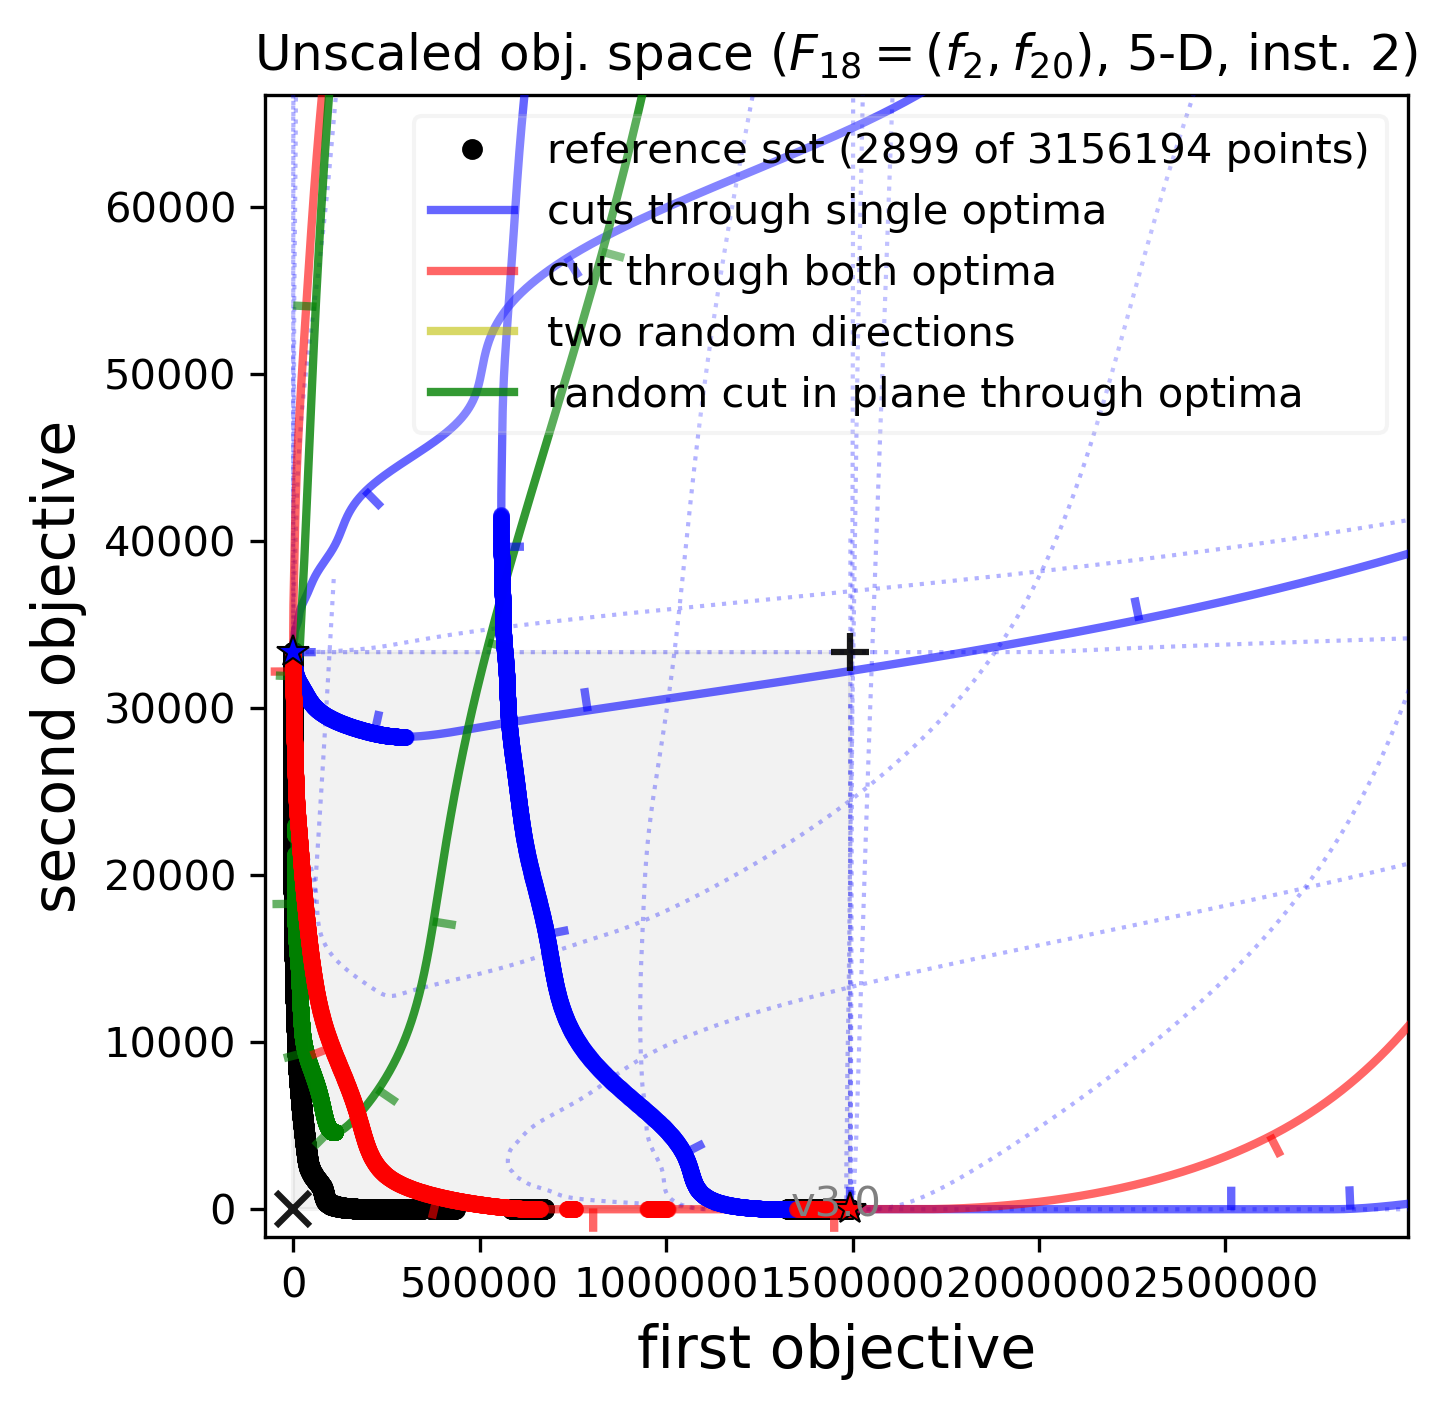 Unscaled obj. space (F18 = (f2, f20), 5-D, inst. 2)
reference set (2899 of 3156194 points)
cuts through single optima
cut through both optima
two random directions
random cut in plane through optima
second objective
60000
50000
40000
30000
20000
10000
0
v3.0
0 500000 1000000 1500000 2000000 2500000
first objective